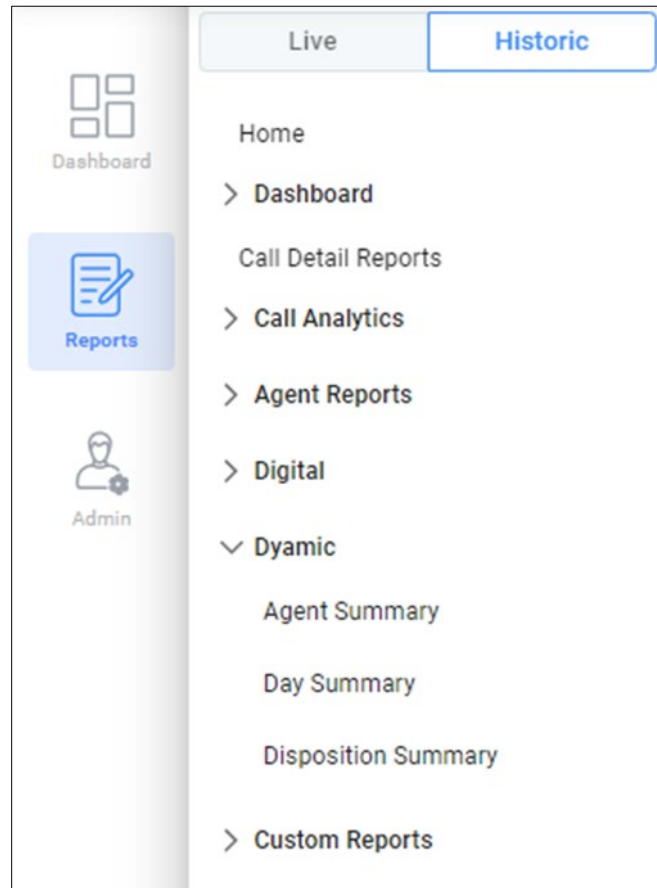 Dashboard
Reports
Admin
Live
Historic
Home
Dashboard
Call Detail Reports
Call Analytics
Agent Reports
Digital
Dyamic
Agent Summary
Day Summary
Disposition Summary
Custom Reports